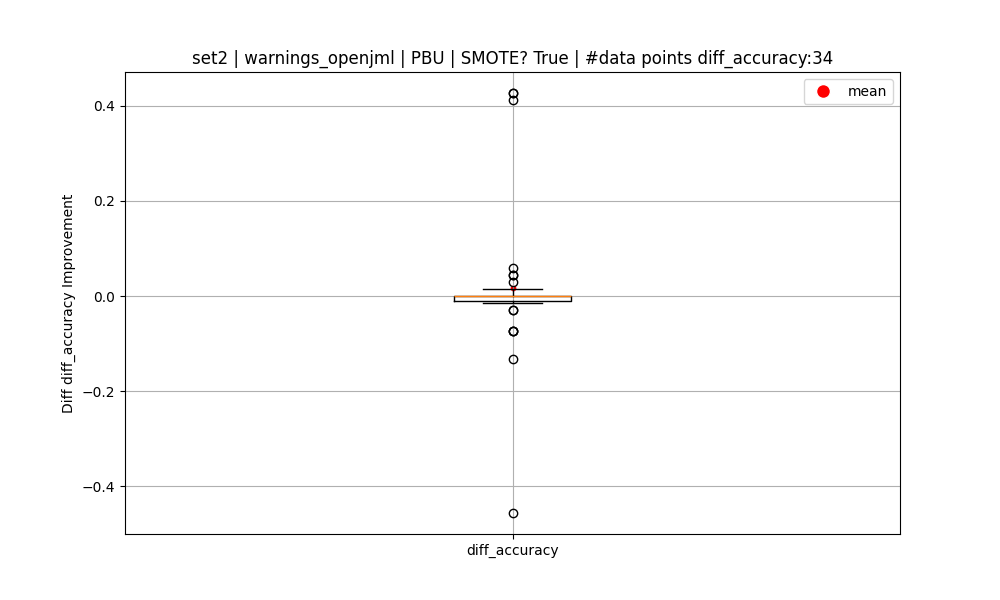 set2 | warnings_openjml | PBU | SMOTE? True | #data points diff_accuracy:34
mean
0.4
0.2
0.0
−0.2
−0.4
Diff diff_accuracy Improvement
diff_accuracy